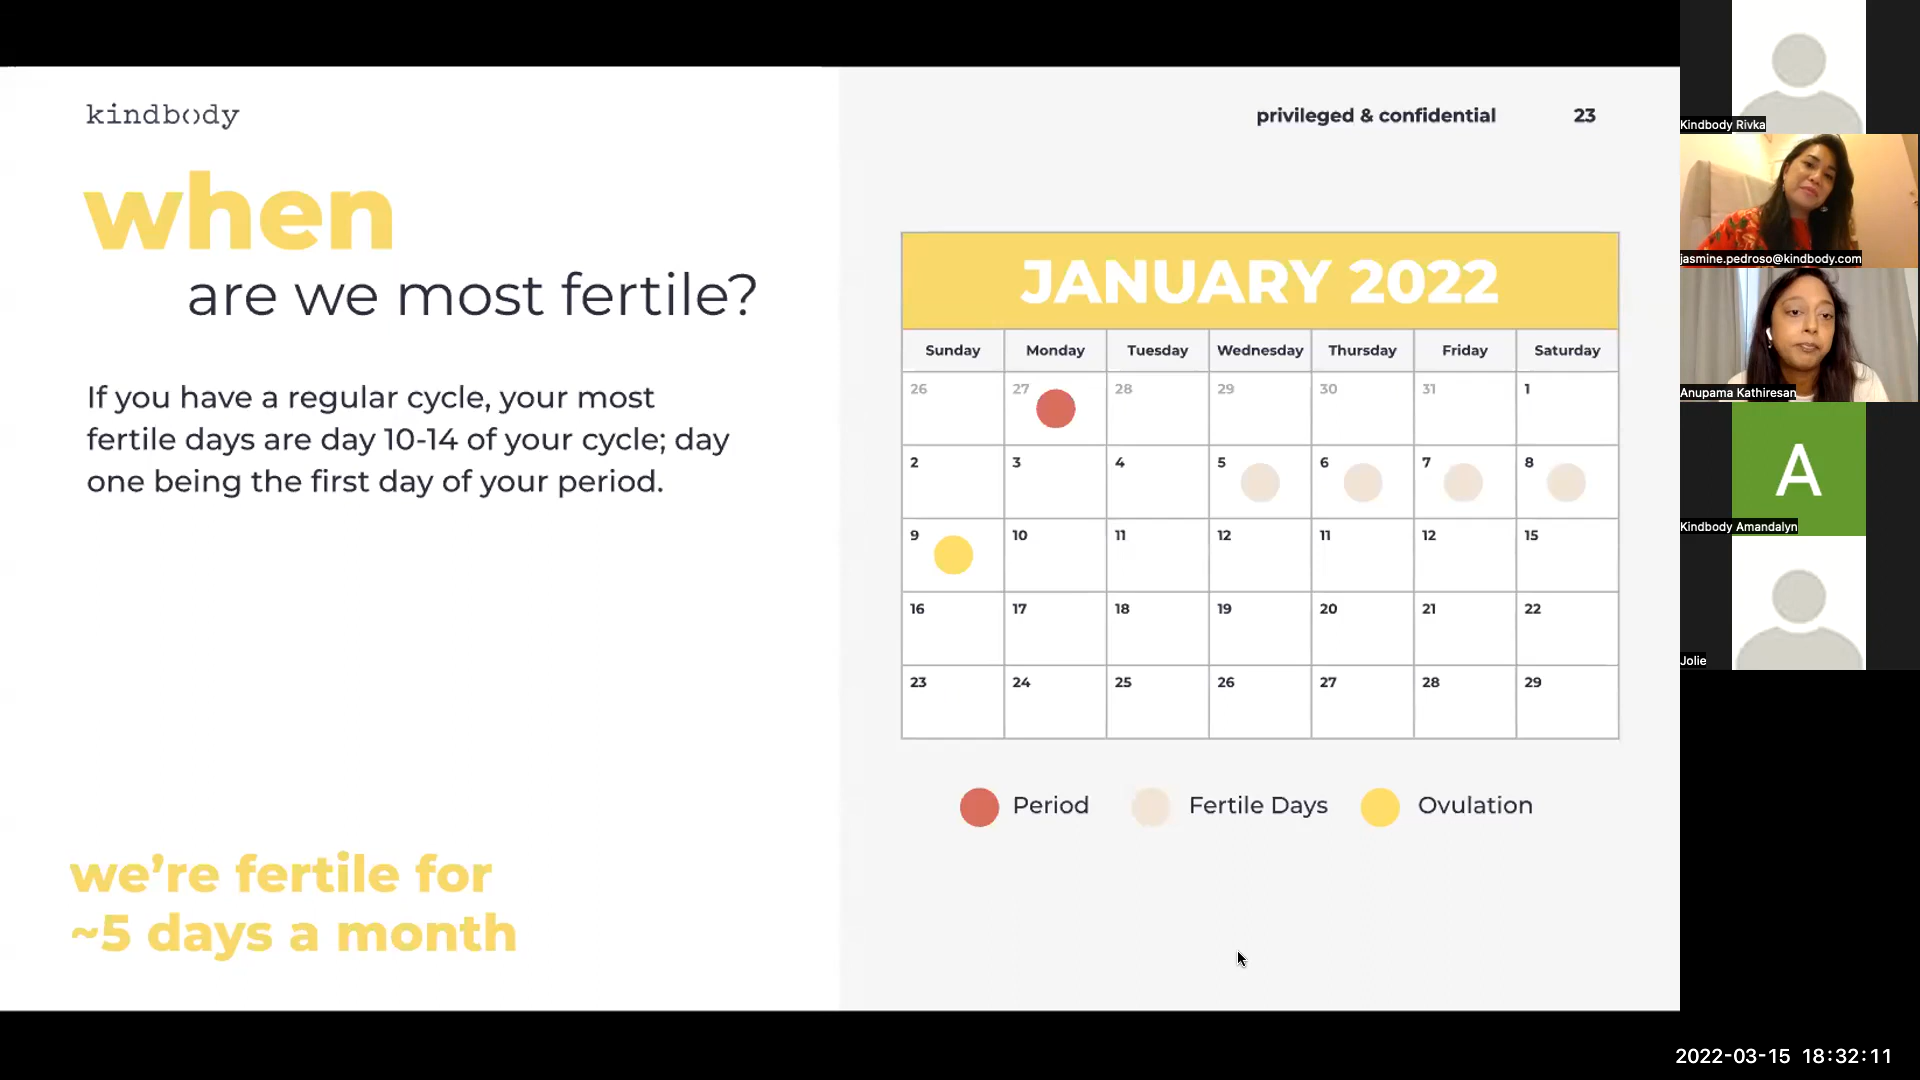 kindbody
privileged & confidential 23
when
are we most fertile?
If you have a regular cycle, your most
fertile days are day 10-14 of your cycle; day
one being the first day of your period.
we're fertile for
~5 days a month
JANUARY 2022
Sunday Monday Tuesday Wednesday Thursday Friday Saturday
26 27 28 29 30 31 1
2 3 4 5 6 7 8
9 10 11 12 11 12 15
16 17 18 19 20 21 22
23 24 25 26 27 28 29
Period Fertile Days Ovulation
Kindbody Rivka
jasmine.pedroso@kindbody.com
Anupama Kathiresan
A
Kindbody Amandalyn
Jolie
2022-03-15 18:32:11